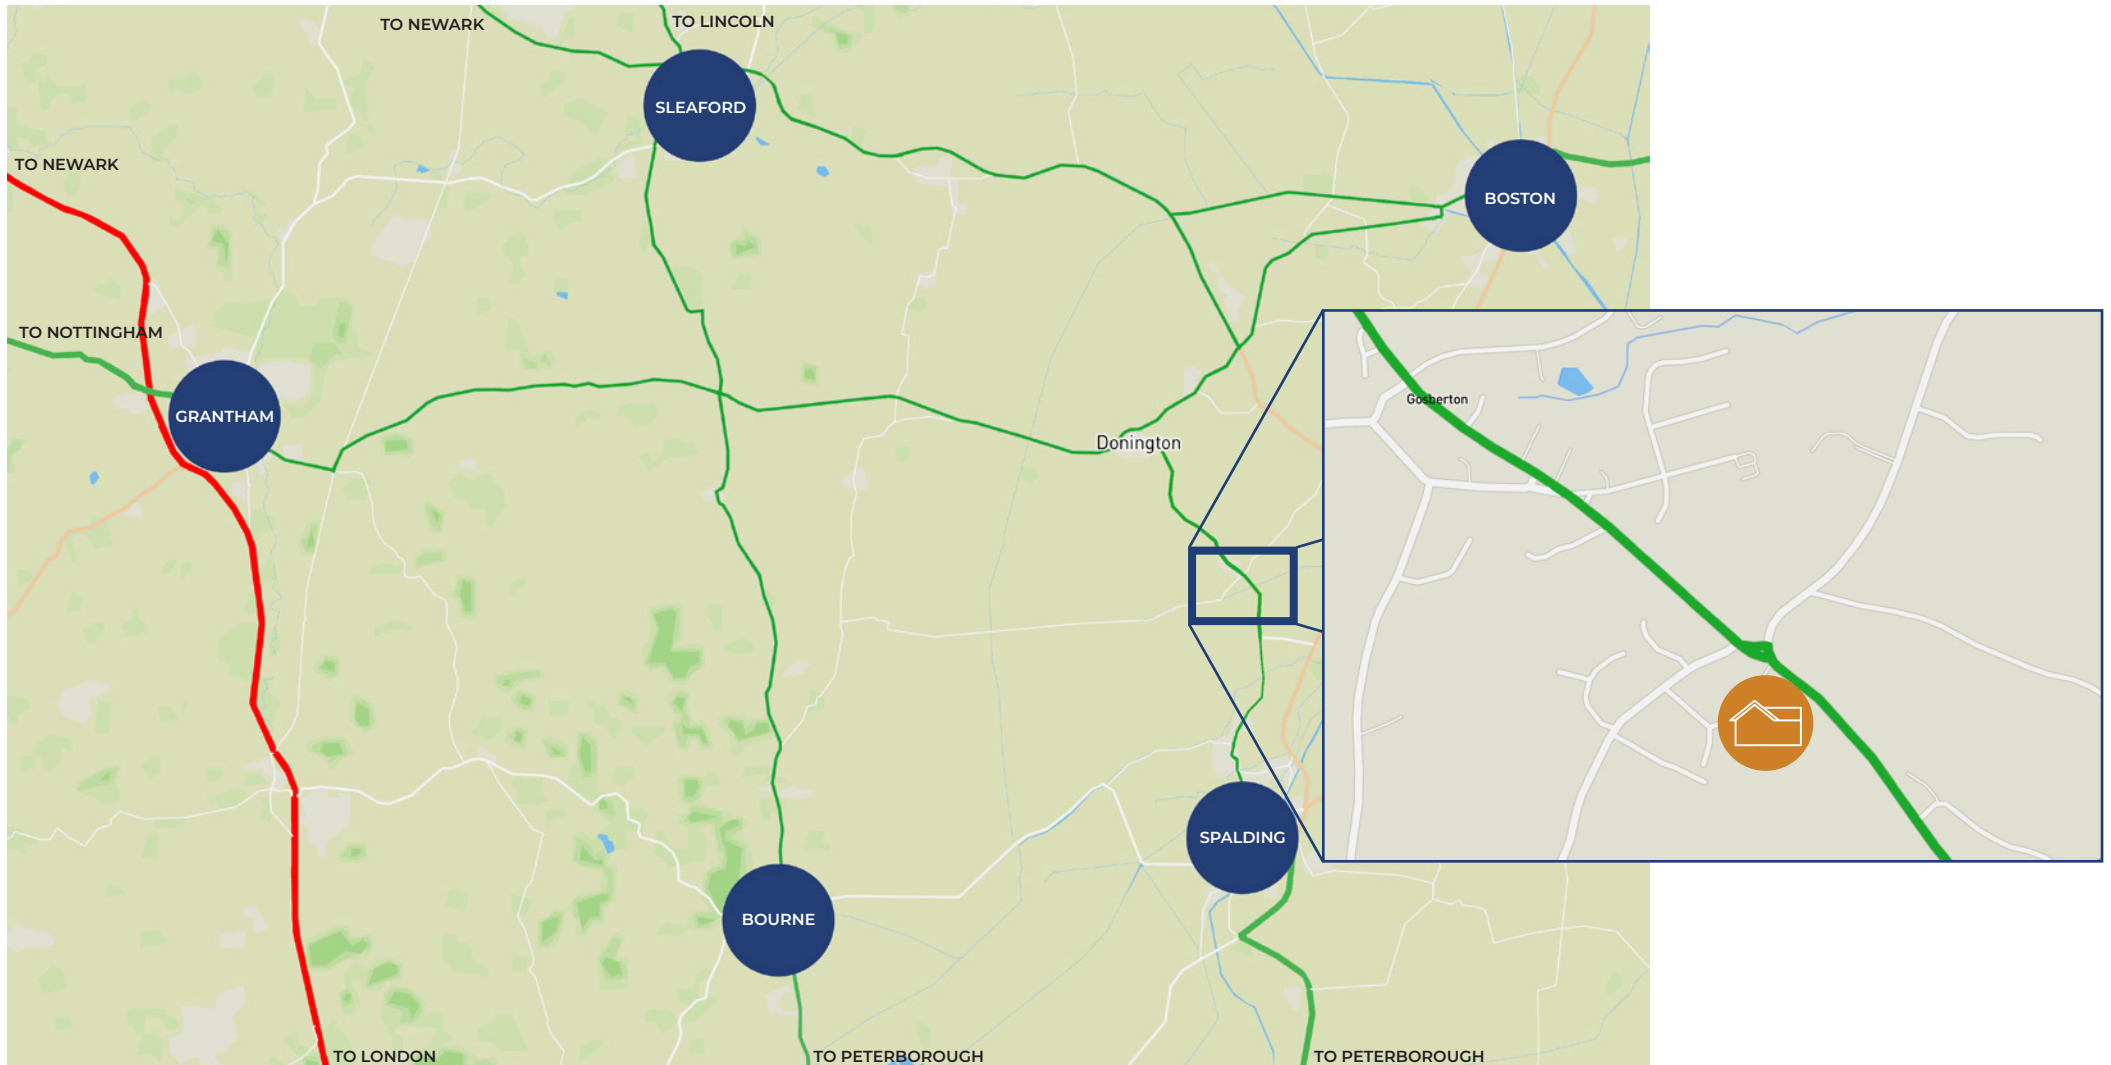 TO NEWARK
TO LINCOLN
SLEAFORD
TO NEWARK
BOSTON
TO NOTTINGHAM
GRANTHAM
Gosberton
Donington
SPALDING
BOURNE
TO LONDON
TO PETERBOROUGH
TO PETERBOROUGH